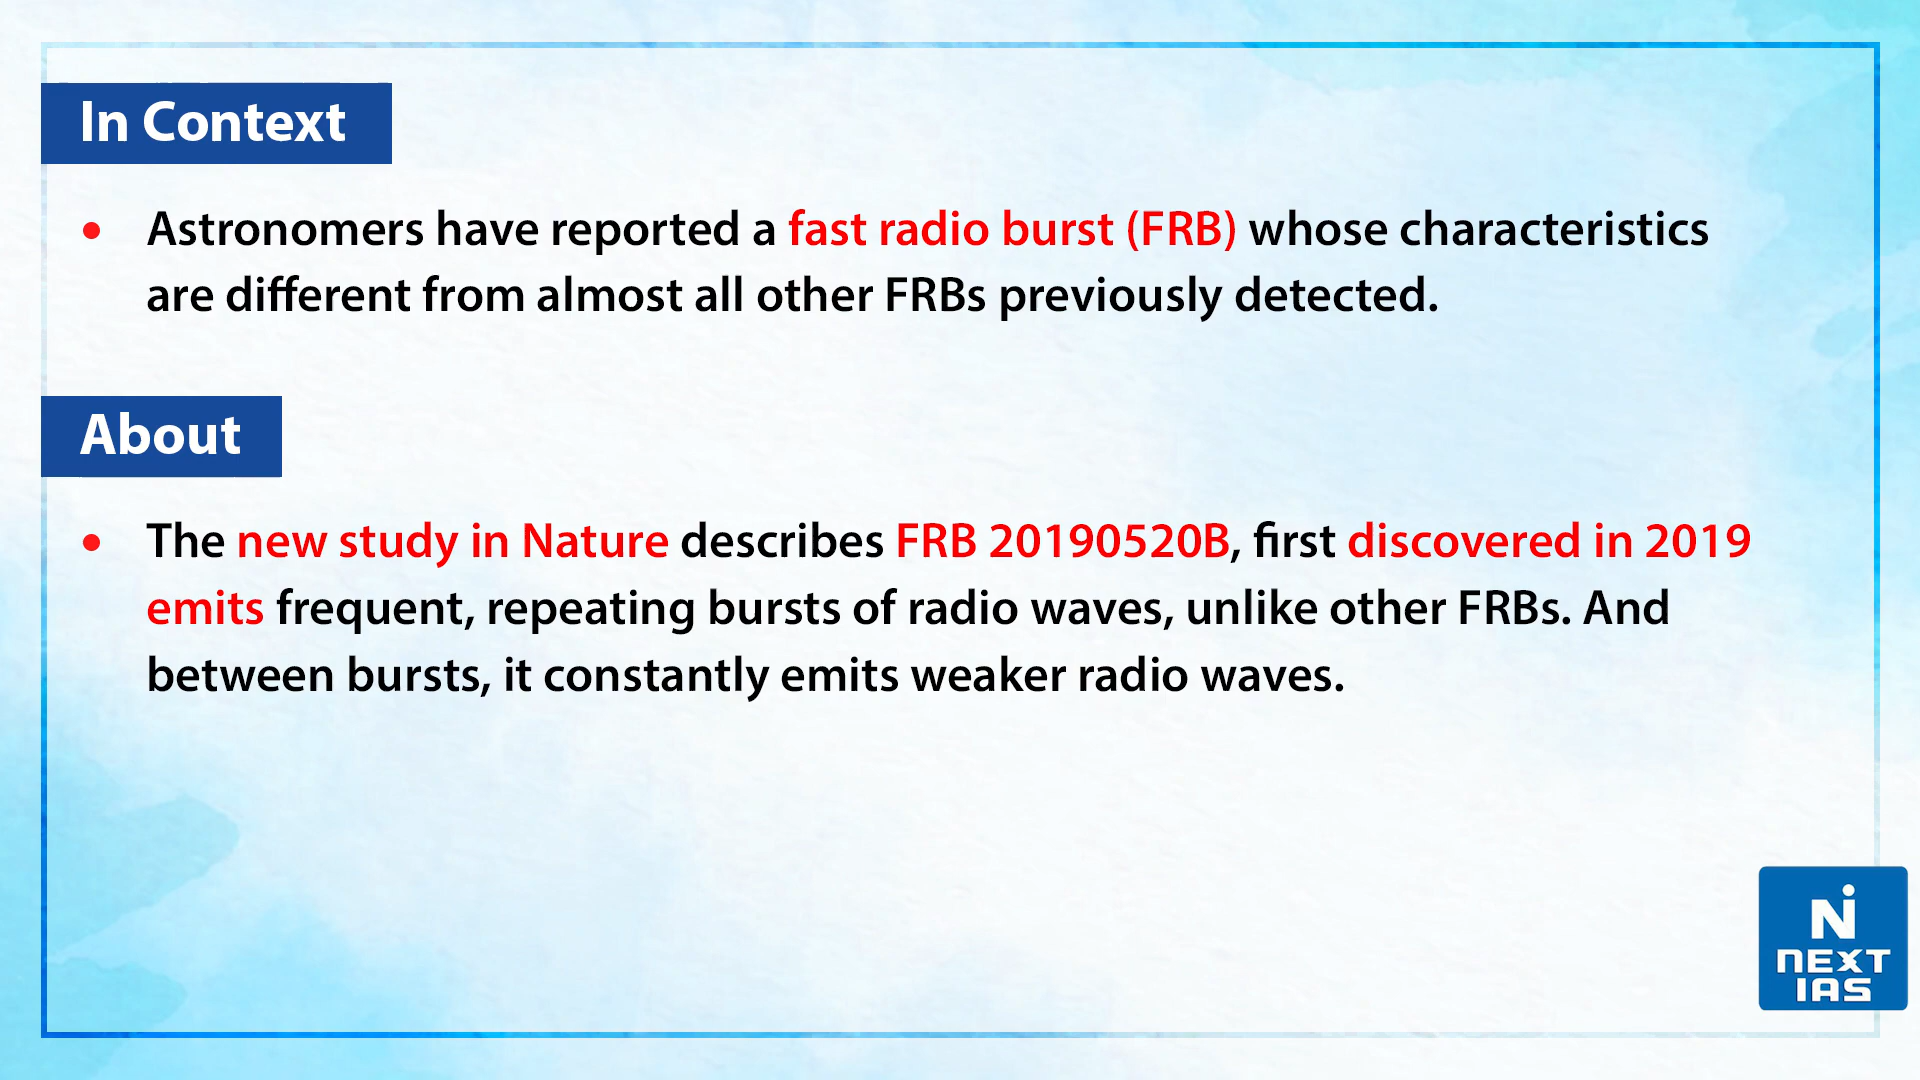 In Context
• Astronomers have reported a fast radio burst (FRB) whose characteristics
are different from almost all other FRBs previously detected.
About
• The new study in Nature describes FRB 20190520B, first discovered in 2019
emits frequent, repeating bursts of radio waves, unlike other FRBs. And
between bursts, it constantly emits weaker radio waves.
N
NEXT
IAS